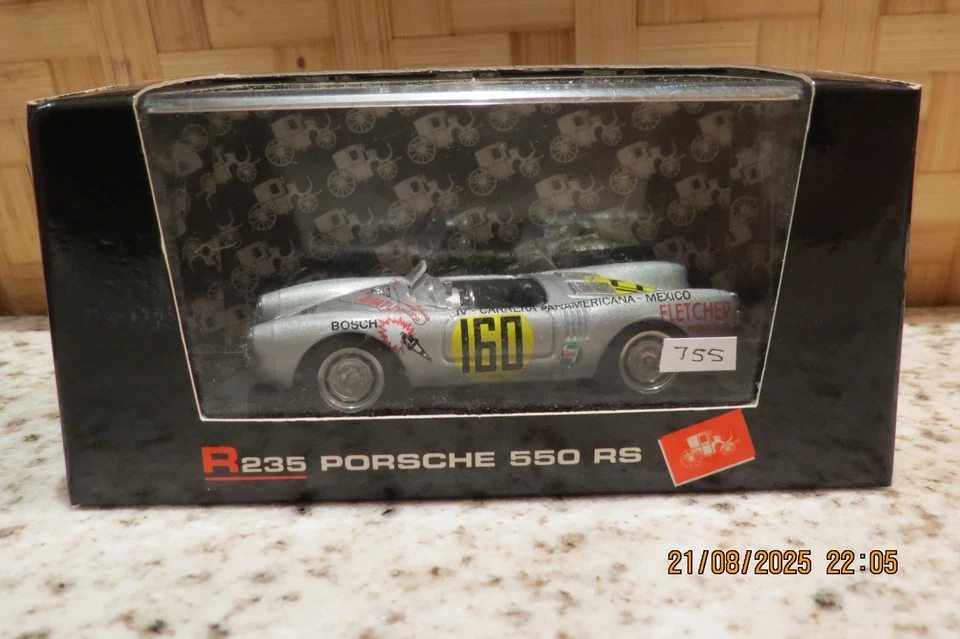 IV - CARRERA PANAMERICANA - MEXICO
BOSCH
160
FLETCHER
755
R235 PORSCHE 550 RS
21/08/2025 22:05